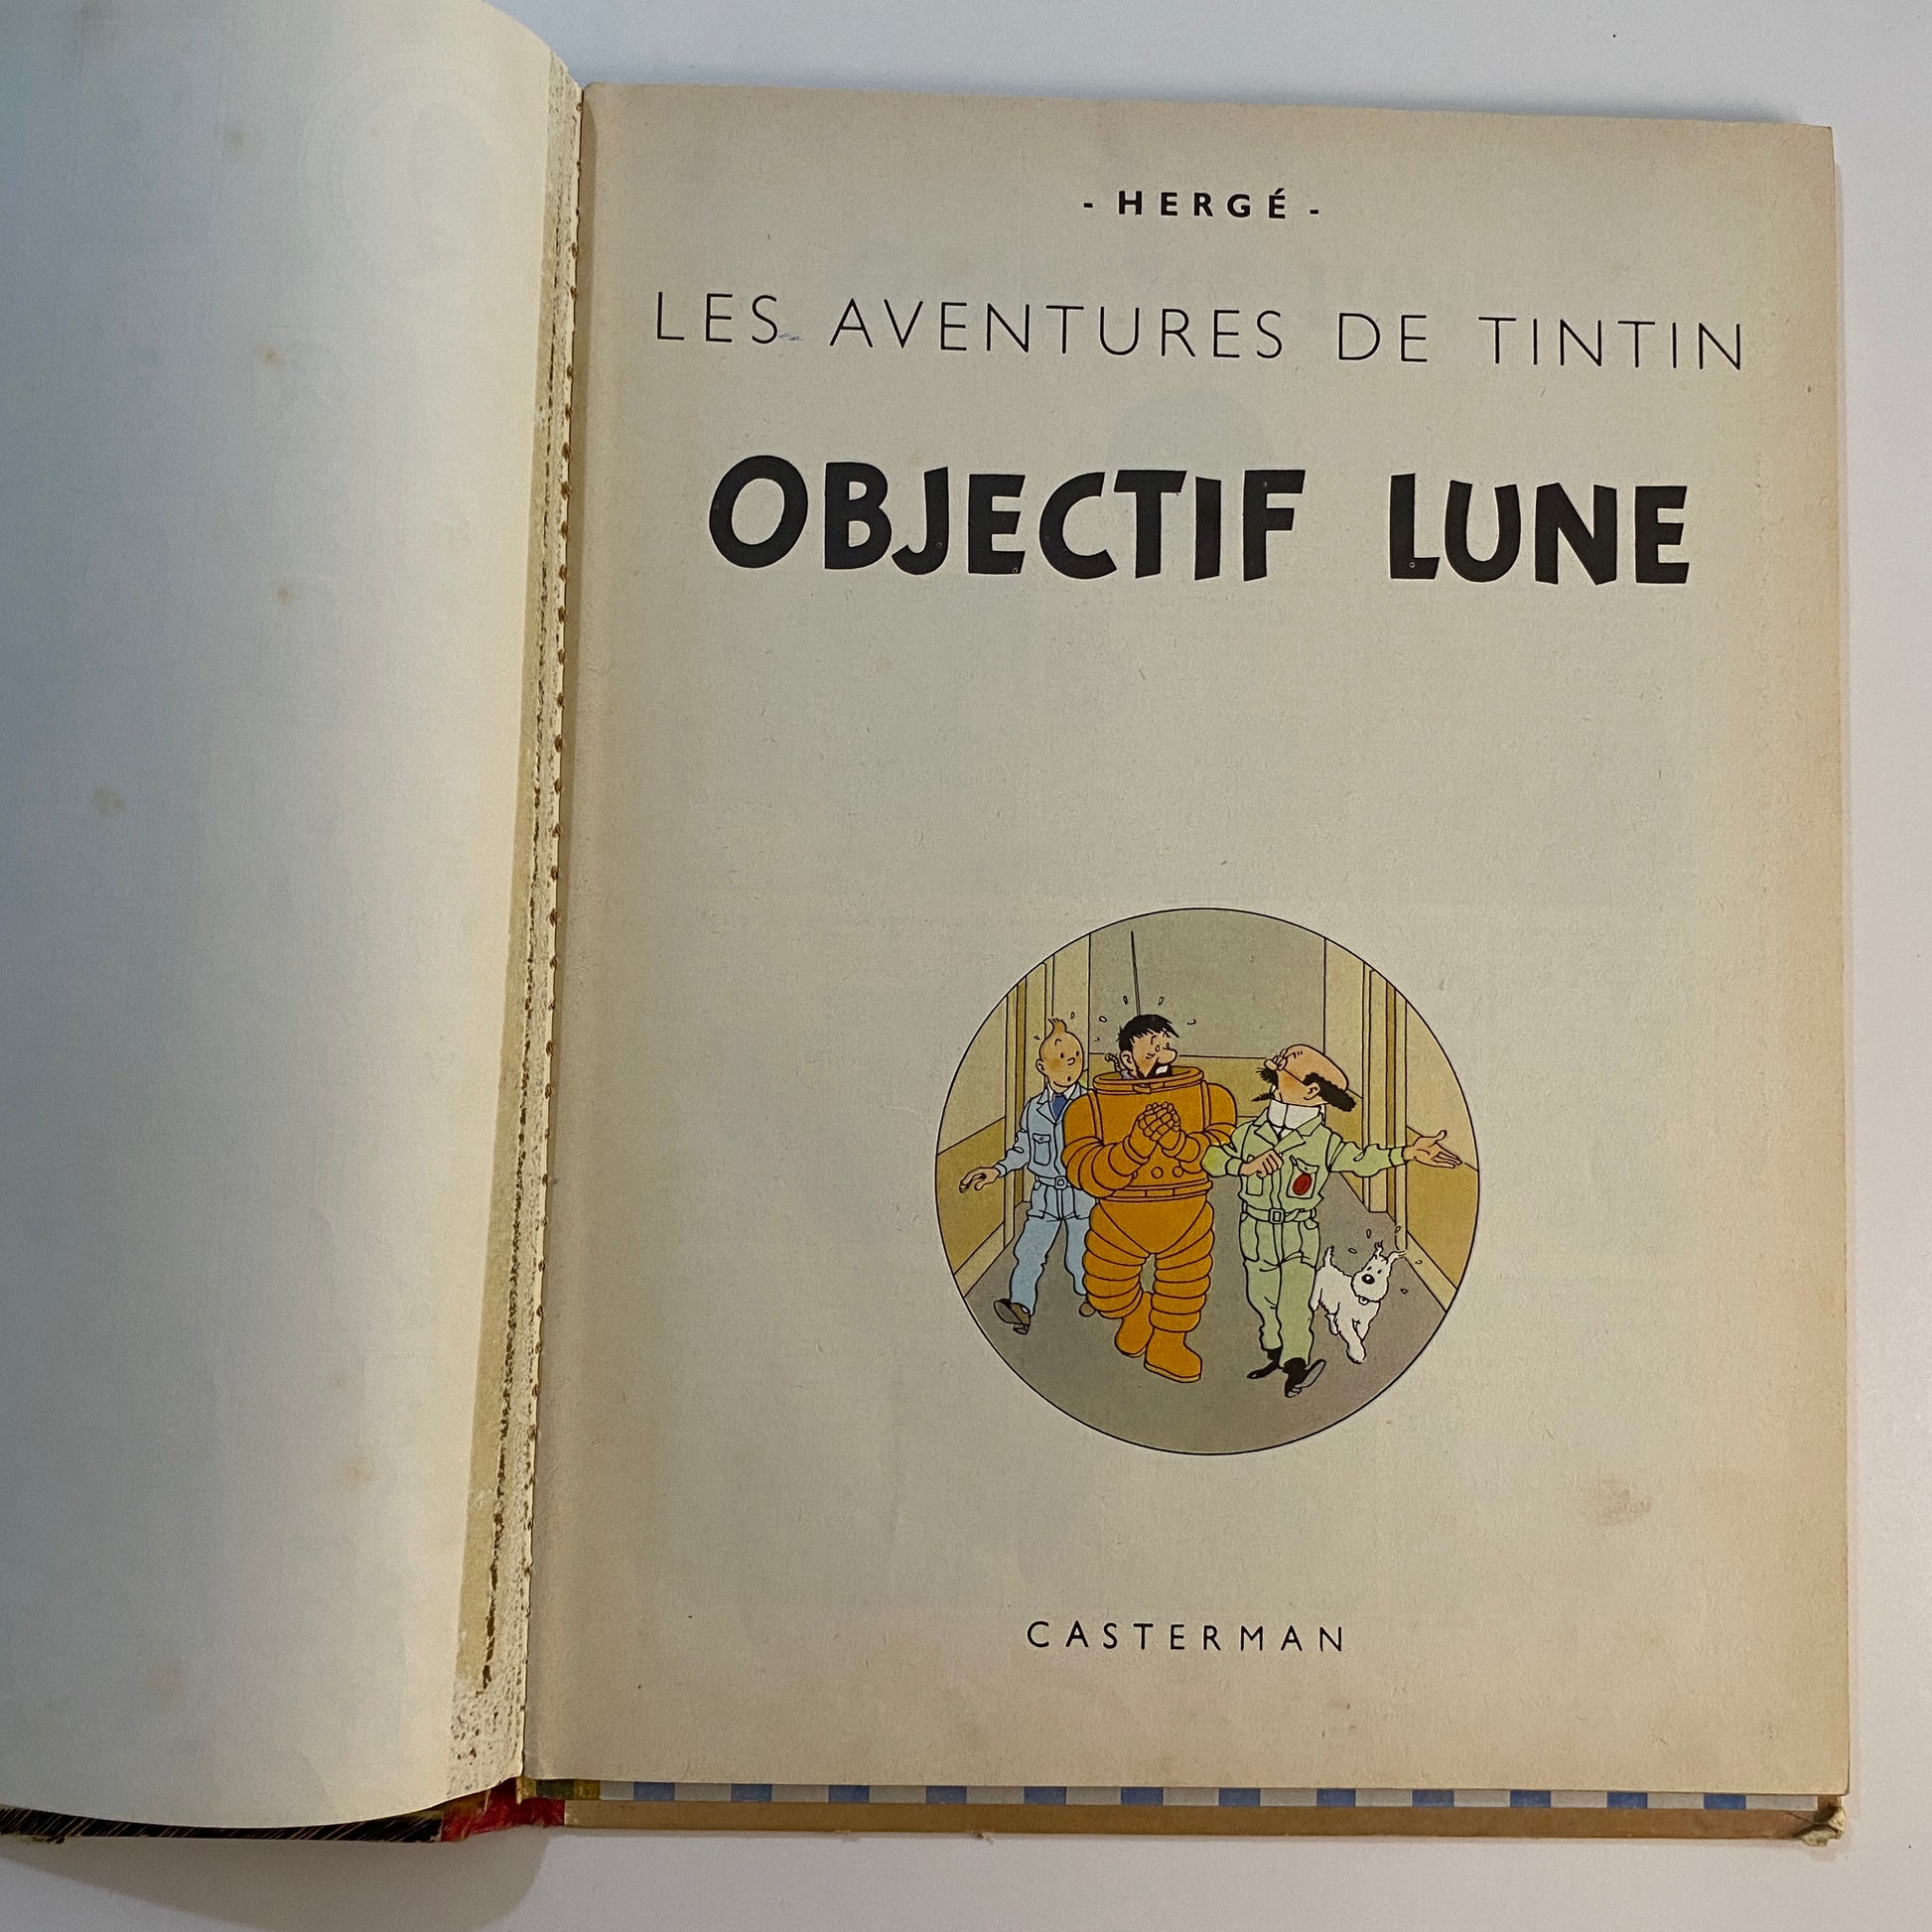 - HERGÉ -
LES AVENTURES DE TINTIN
OBJECTIF LUNE
CASTERMAN